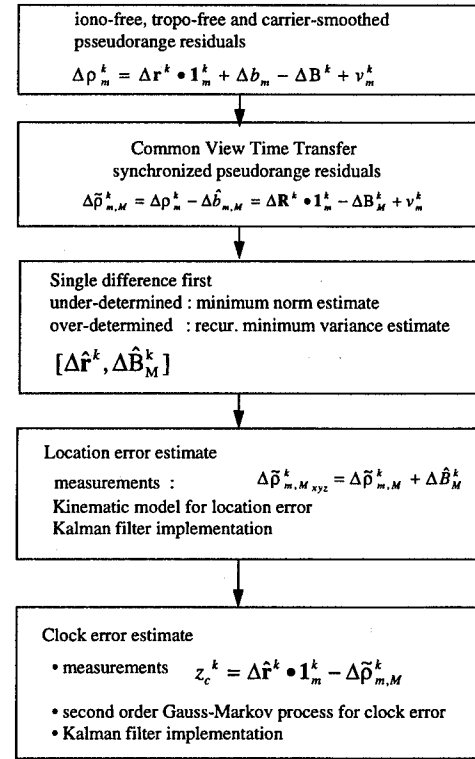 iono-free, tropo-free and carrier-smoothed
psseudorange residuals
Δρ_m^k = Δr^k • 1_m^k + Δb_m − ΔB^k + ν_m^k
Common View Time Transfer
synchronized pseudorange residuals
Δρ̃_{m,M}^k = Δρ_m^k − Δb̂_{m,M} = ΔR^k • 1_m^k − ΔB_M^k + ν_m^k
Single difference first
under-determined : minimum norm estimate
over-determined : recur. minimum variance estimate
[Δr̂^k, ΔB̂_M^k]
Location error estimate
measurements : Δρ̃_{m,M xyz}^k = Δρ̃_{m,M}^k + ΔB̂_M^k
Kinematic model for location error
Kalman filter implementation
Clock error estimate
• measurements z_c^k = Δr̂^k • 1_m^k − Δρ̃_{m,M}^k
• second order Gauss-Markov process for clock error
• Kalman filter implementation